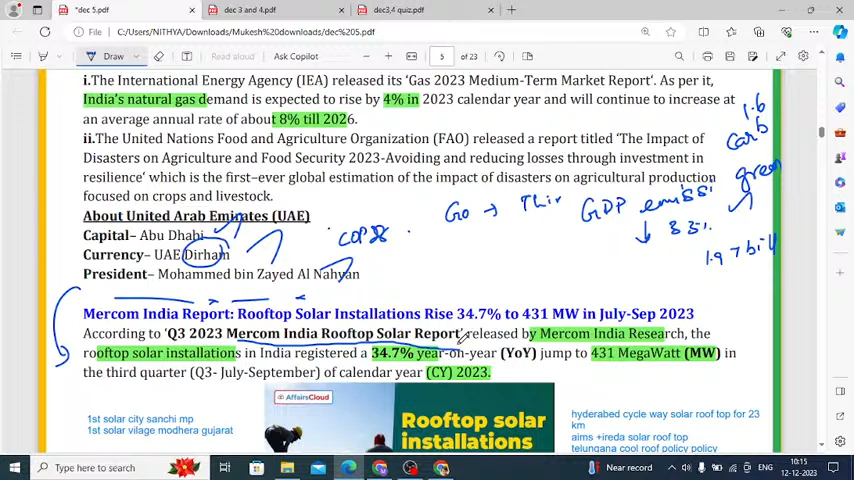 *dec 5.pdf
dec 3 and 4.pdf
dec3,4 quiz.pdf
C:/Users/NITHYA/Downloads/Mukesh%20downloads/dec%205.pdf
Draw
Read aloud
Ask Copilot
5
of 23
i.The International Energy Agency (IEA) released its 'Gas 2023 Medium-Term Market Report'. As per it,
India's natural gas demand is expected to rise by 4% in 2023 calendar year and will continue to increase at
an average annual rate of about 8% till 2026.
ii.The United Nations Food and Agriculture Organization (FAO) released a report titled 'The Impact of
Disasters on Agriculture and Food Security 2023-Avoiding and reducing losses through investment in
resilience' which is the first-ever global estimation of the impact of disasters on agricultural production
focused on crops and livestock.
1.6
carb
green
About United Arab Emirates (UAE)
Capital– Abu Dhabi
Currency– UAE Dirham
President– Mohammed bin Zayed Al Nahyan
COP28
GDP
33%
Mercom India Report: Rooftop Solar Installations Rise 34.7% to 431 MW in July-Sep 2023
According to 'Q3 2023 Mercom India Rooftop Solar Report' released by Mercom India Research, the
rooftop solar installations in India registered a 34.7% year-on-year (YoY) jump to 431 MegaWatt (MW) in
the third quarter (Q3- July-September) of calendar year (CY) 2023.
AffairsCloud
Rooftop solar
installations
1st solar city sanchi mp
1st solar vilage modhera gujarat
hyderabed cycle way solar roof top for 23
km
aims +ireda solar roof top
telungana cool roof policy policy
Type here to search
Near record
ENG
10:15
12-12-2023